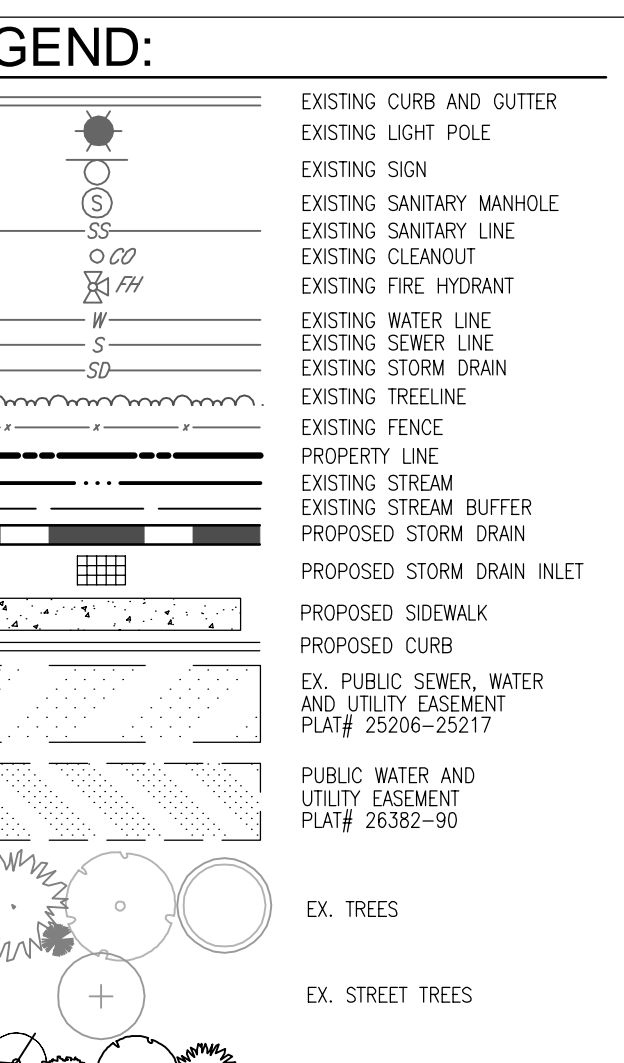 GEND:
EXISTING CURB AND GUTTER
EXISTING LIGHT POLE
EXISTING SIGN
S EXISTING SANITARY MANHOLE
SS EXISTING SANITARY LINE
CO EXISTING CLEANOUT
FH EXISTING FIRE HYDRANT
W EXISTING WATER LINE
S EXISTING SEWER LINE
SD EXISTING STORM DRAIN
EXISTING TREELINE
x x x EXISTING FENCE
PROPERTY LINE
EXISTING STREAM
EXISTING STREAM BUFFER
PROPOSED STORM DRAIN
PROPOSED STORM DRAIN INLET
PROPOSED SIDEWALK
PROPOSED CURB
EX. PUBLIC SEWER, WATER
AND UTILITY EASEMENT
PLAT# 25206-25217
PUBLIC WATER AND
UTILITY EASEMENT
PLAT# 26382-90
EX. TREES
EX. STREET TREES